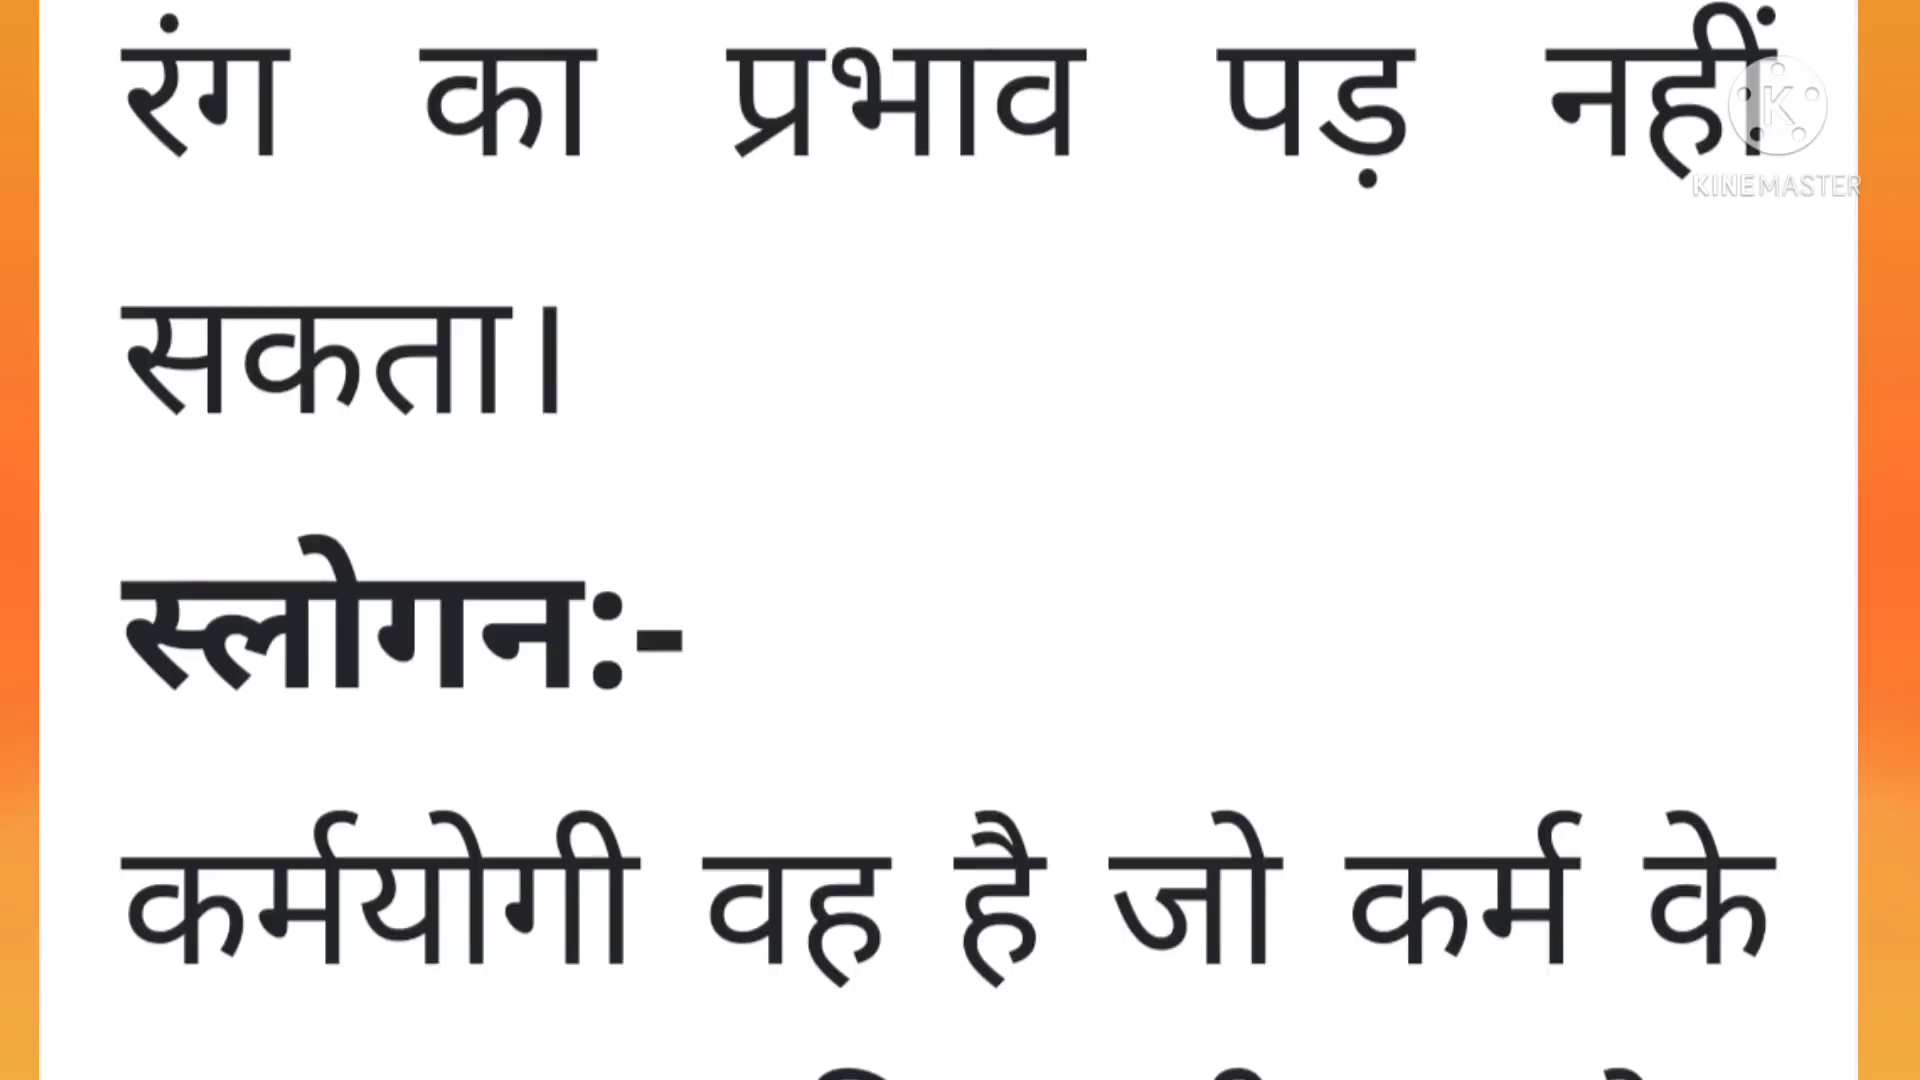 रंग का प्रभाव पड़ नहीं
KINEMASTER
सकता।
स्लोगन:-
कर्मयोगी वह है जो कर्म के